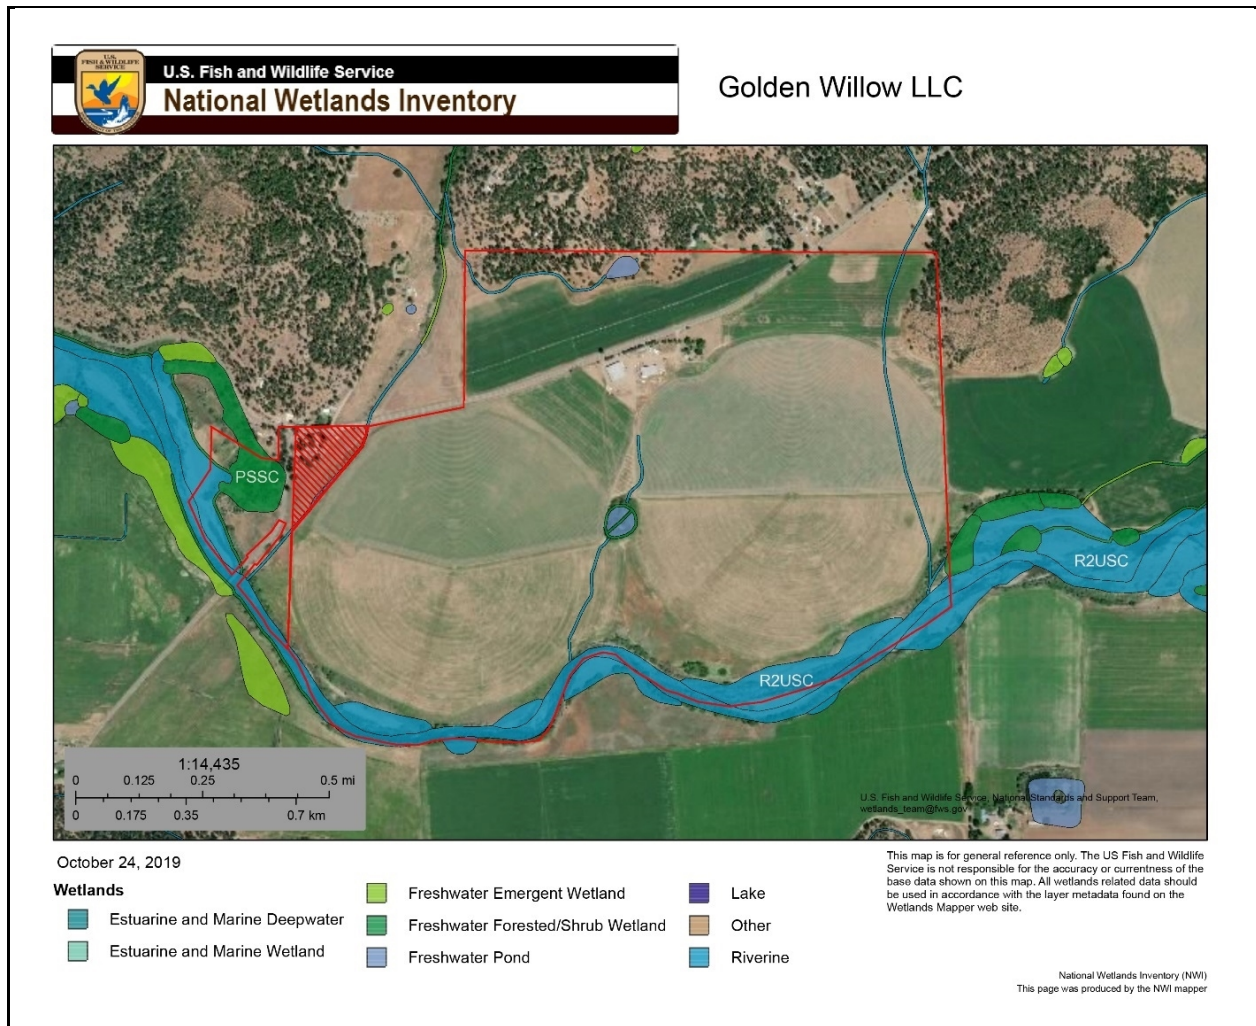 U.S.
FISH & WILDLIFE
SERVICE
U.S. Fish and Wildlife Service
National Wetlands Inventory
Golden Willow LLC
PSSC
R2USC
R2USC
1:14,435
0 0.125 0.25 0.5 mi
0 0.175 0.35 0.7 km
U.S. Fish and Wildlife Service, National Standards and Support Team,
wetlands_team@fws.gov
October 24, 2019
Wetlands
Estuarine and Marine Deepwater
Estuarine and Marine Wetland
Freshwater Emergent Wetland
Freshwater Forested/Shrub Wetland
Freshwater Pond
Lake
Other
Riverine
This map is for general reference only. The US Fish and Wildlife
Service is not responsible for the accuracy or currentness of the
base data shown on this map. All wetlands related data should
be used in accordance with the layer metadata found on the
Wetlands Mapper web site.
National Wetlands Inventory (NWI)
This page was produced by the NWI mapper